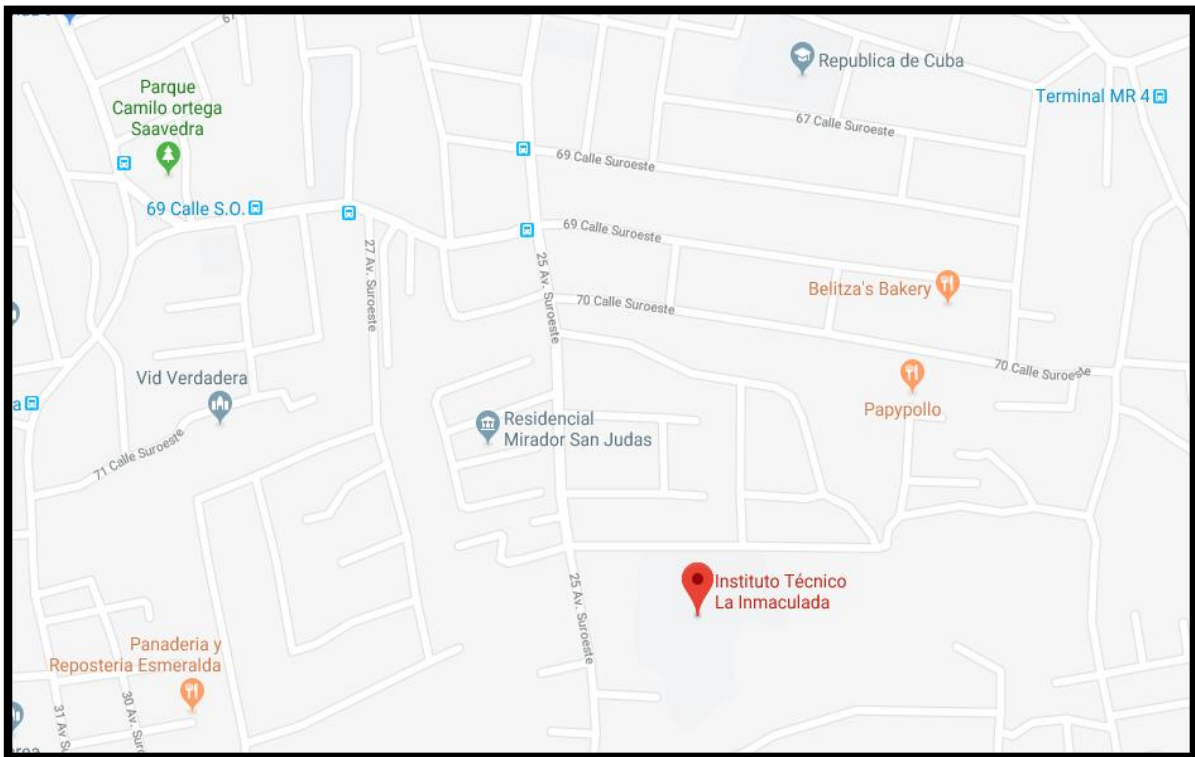 67
Republica de Cuba
Parque
Camilo ortega
Saavedra
Terminal MR 4
67 Calle Suroeste
69 Calle Suroeste
69 Calle S.O.
69 Calle Suroeste
27 Av. Suroeste
25 Av. Suroeste
Belitza's Bakery
70 Calle Suroeste
70 Calle Suroeste
Vid Verdadera
Papypollo
a
Residencial
Mirador San Judas
71 Calle Suroeste
Instituto Técnico
La Inmaculada
25 Av. Suroeste
Panaderia y
Reposteria Esmeralda
31 Av S
30 Av. Suroe